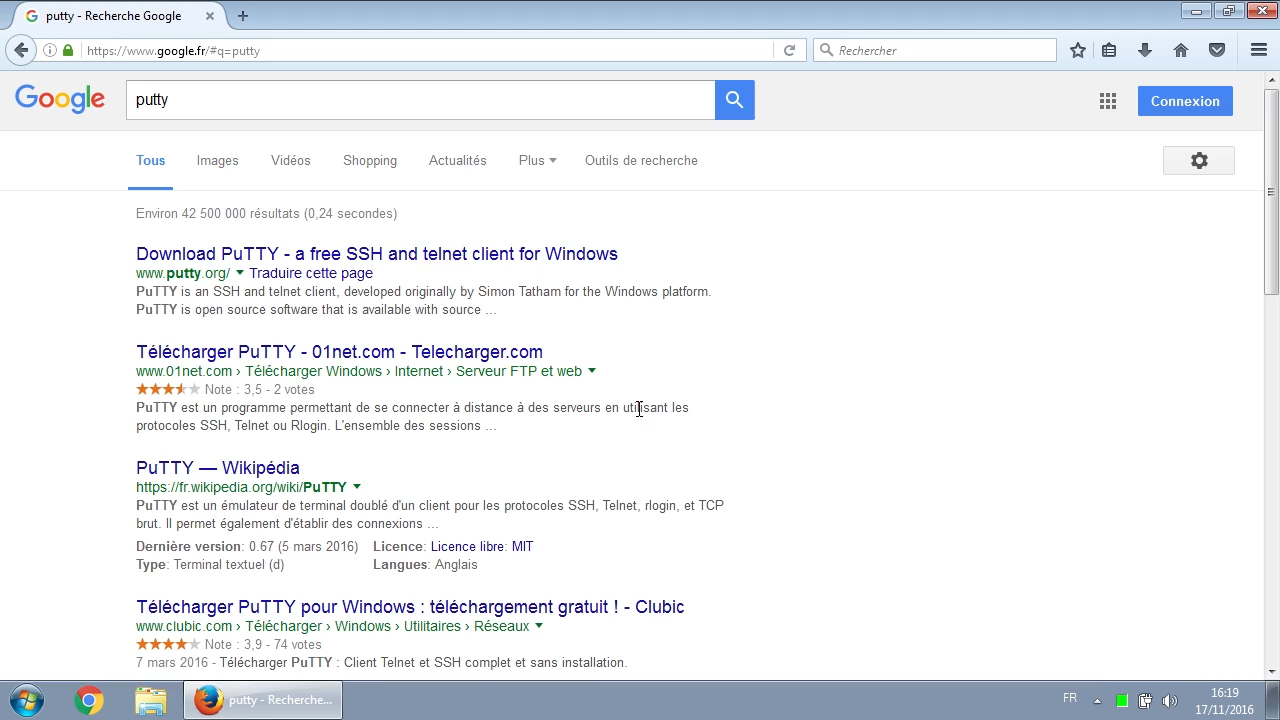 putty - Recherche Google
https://www.google.fr/#q=putty
Rechercher
Google
putty
Connexion
Tous Images Vidéos Shopping Actualités Plus Outils de recherche
Environ 42 500 000 résultats (0,24 secondes)
Download PuTTY - a free SSH and telnet client for Windows
www.putty.org/ Traduire cette page
PuTTY is an SSH and telnet client, developed originally by Simon Tatham for the Windows platform.
PuTTY is open source software that is available with source ...
Télécharger PuTTY - 01net.com - Telecharger.com
www.01net.com › Télécharger Windows › Internet › Serveur FTP et web
Note : 3,5 - 2 votes
PuTTY est un programme permettant de se connecter à distance à des serveurs en utilisant les
protocoles SSH, Telnet ou Rlogin. L'ensemble des sessions ...
PuTTY — Wikipédia
https://fr.wikipedia.org/wiki/PuTTY
PuTTY est un émulateur de terminal doublé d'un client pour les protocoles SSH, Telnet, rlogin, et TCP
brut. Il permet également d'établir des connexions ...
Dernière version: 0.67 (5 mars 2016) Licence: Licence libre: MIT
Type: Terminal textuel (d) Langues: Anglais
Télécharger PuTTY pour Windows : téléchargement gratuit ! - Clubic
www.clubic.com › Télécharger › Windows › Utilitaires › Réseaux
Note : 3,9 - 74 votes
7 mars 2016 - Télécharger PuTTY : Client Telnet et SSH complet et sans installation.
putty - Recherche...
FR
16:19
17/11/2016